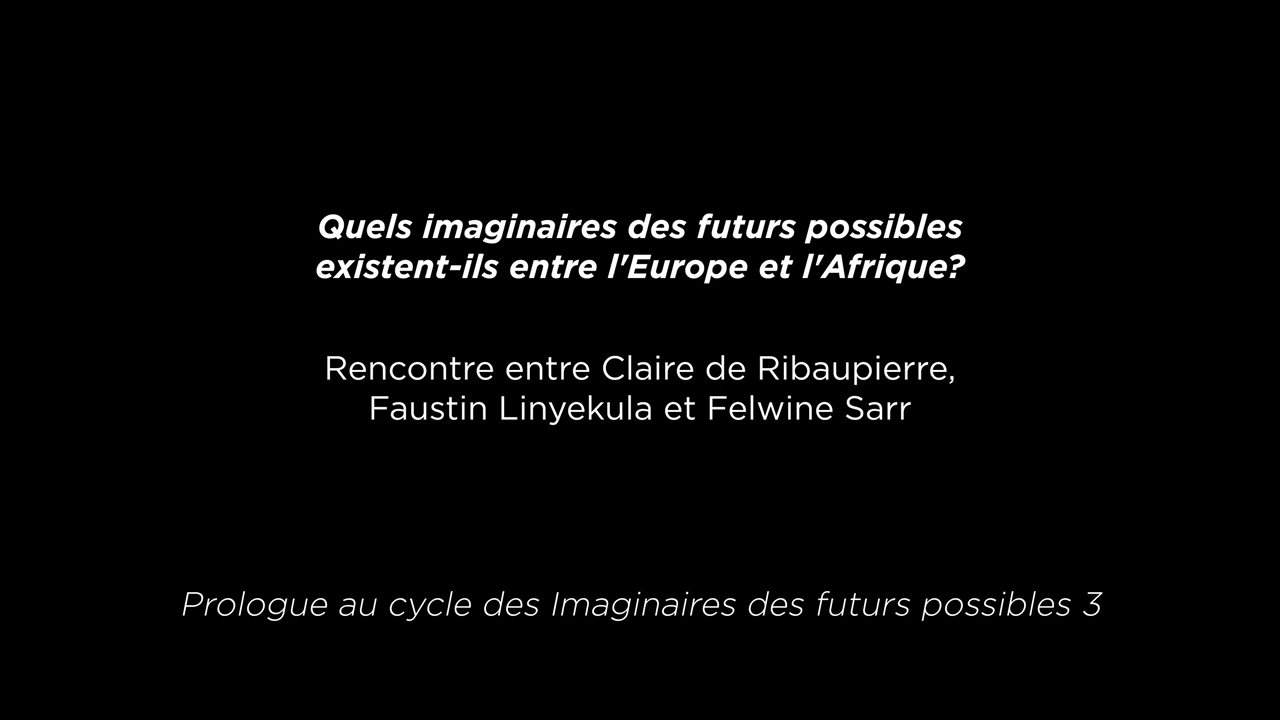 Quels imaginaires des futurs possibles
existent-ils entre l'Europe et l'Afrique?
Rencontre entre Claire de Ribaupierre,
Faustin Linyekula et Felwine Sarr
Prologue au cycle des Imaginaires des futurs possibles 3